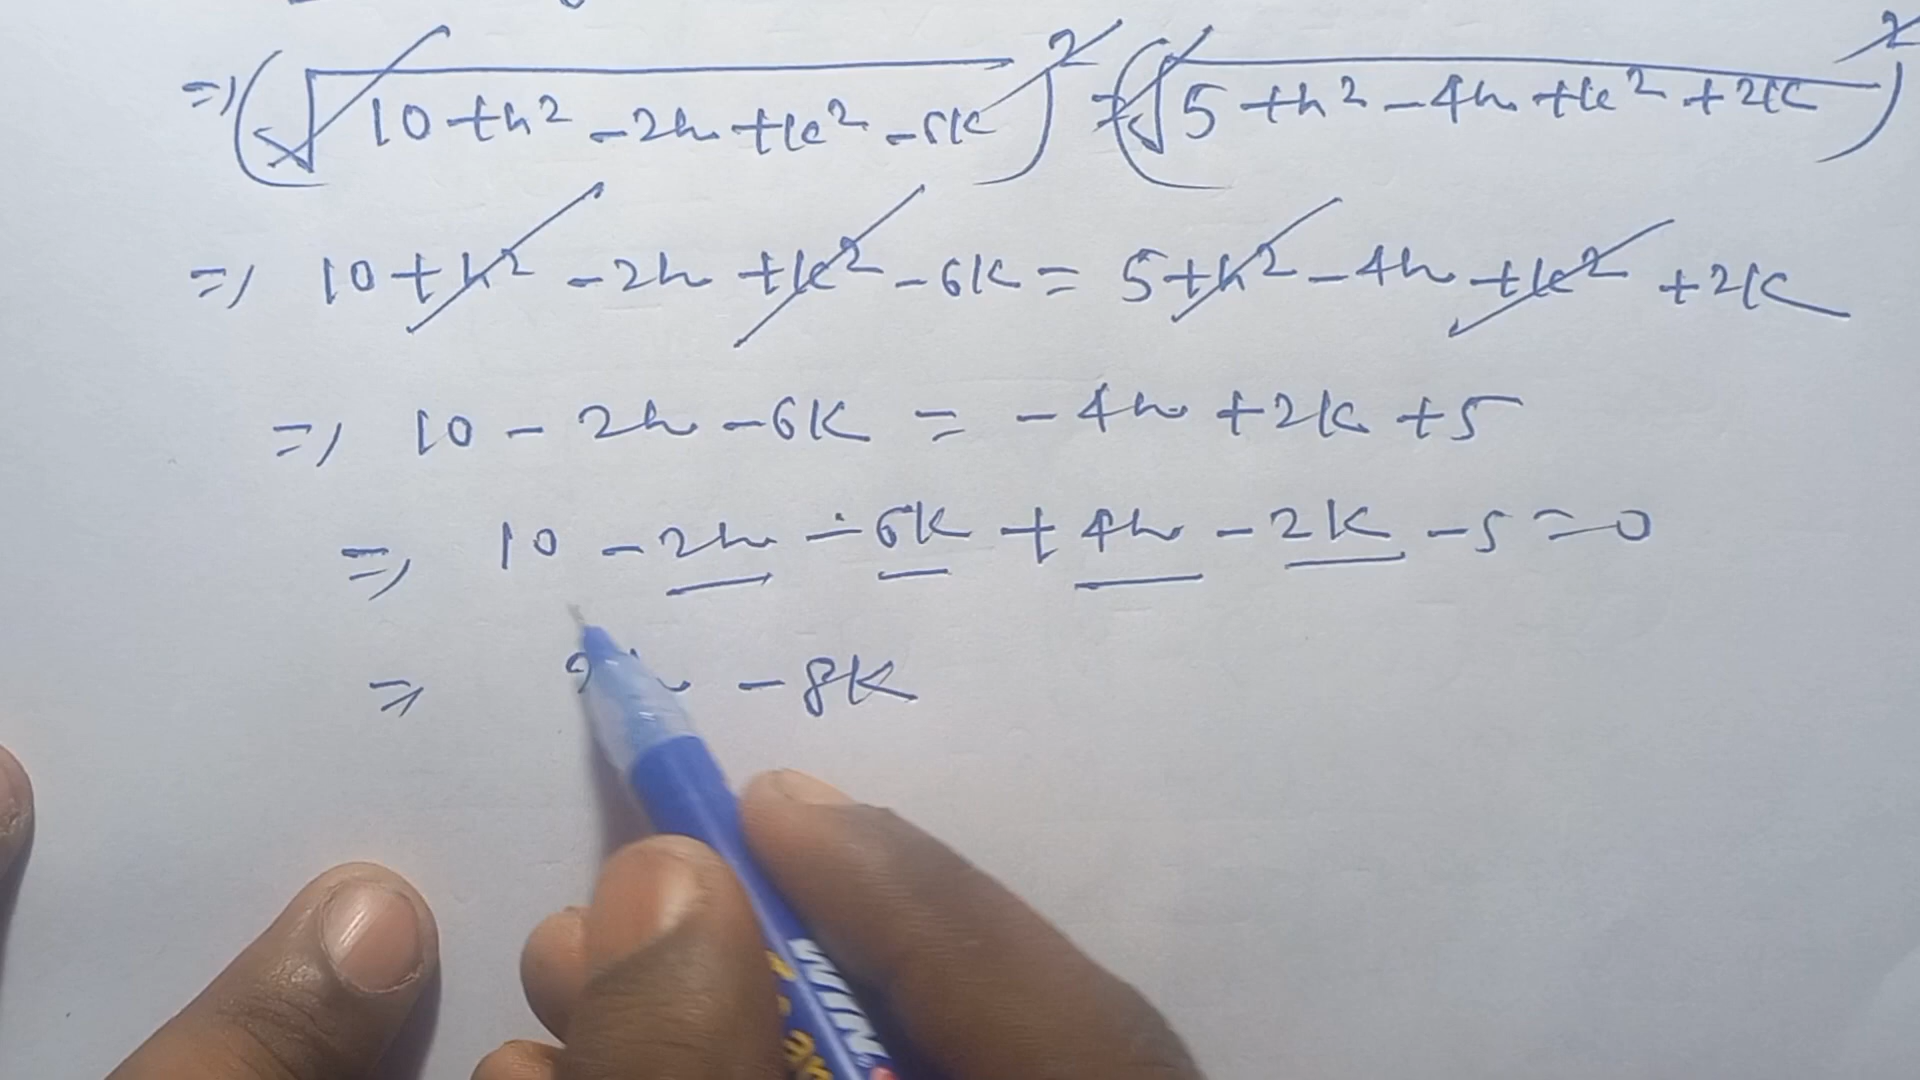 =) (√10+h² -2h+k² -6k)² = (√5+h²-4h+k²+2k)²
=) 10+h² -2h+k² -6k = 5+h²-4h+k² +2k
=) 10 - 2h -6k = -4h +2k +5
=) 10 -2h -6k +4h -2k -5=0
=> -8k
WIN